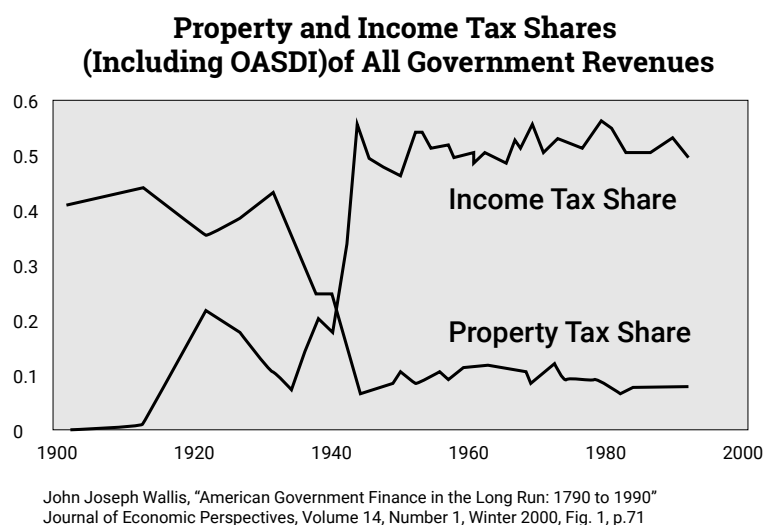 Property and Income Tax Shares
(Including OASDI)of All Government Revenues
0.6
0.5
0.4
0.3
0.2
0.1
0
Income Tax Share
Property Tax Share
1900 1920 1940 1960 1980 2000
John Joseph Wallis, “American Government Finance in the Long Run: 1790 to 1990”
Journal of Economic Perspectives, Volume 14, Number 1, Winter 2000, Fig. 1, p.71